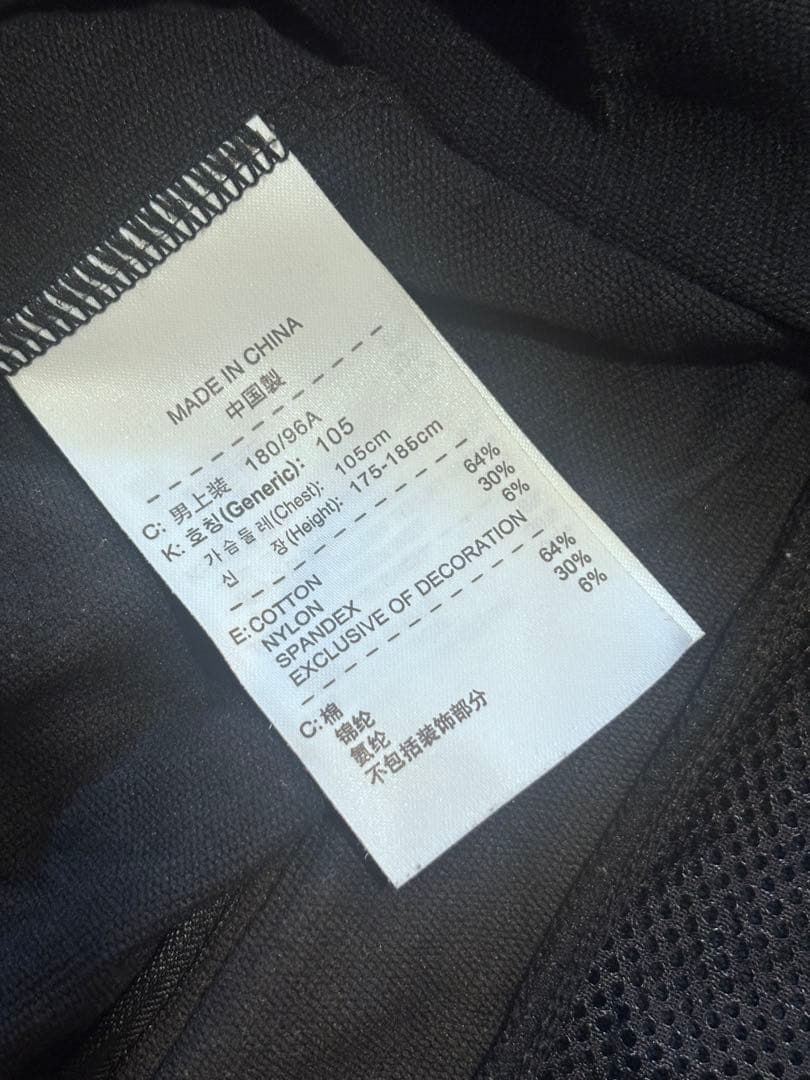 MADE IN CHINA
中国製
C: 男上装 180/96A
K: 호칭(Generic): 105
가슴둘레(Chest): 105cm
신 장(Height): 175-185cm
E:COTTON 64%
NYLON 30%
SPANDEX 6%
EXCLUSIVE OF DECORATION
C:棉 64%
锦纶 30%
氨纶 6%
不包括装饰部分